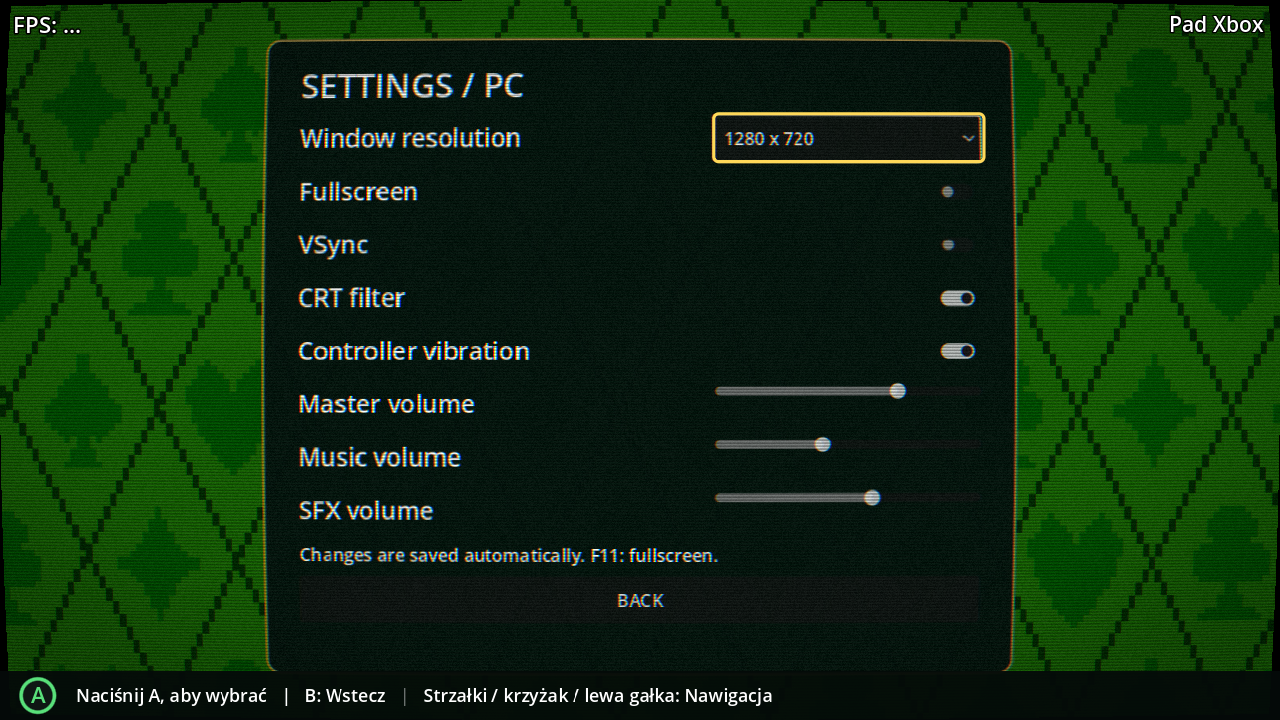 FPS: ...
Pad Xbox
SETTINGS / PC
Window resolution
1280 x 720
Fullscreen
VSync
CRT filter
Controller vibration
Master volume
Music volume
SFX volume
Changes are saved automatically. F11: fullscreen.
BACK
A Naciśnij A, aby wybrać | B: Wstecz | Strzałki / krzyżak / lewa gałka: Nawigacja